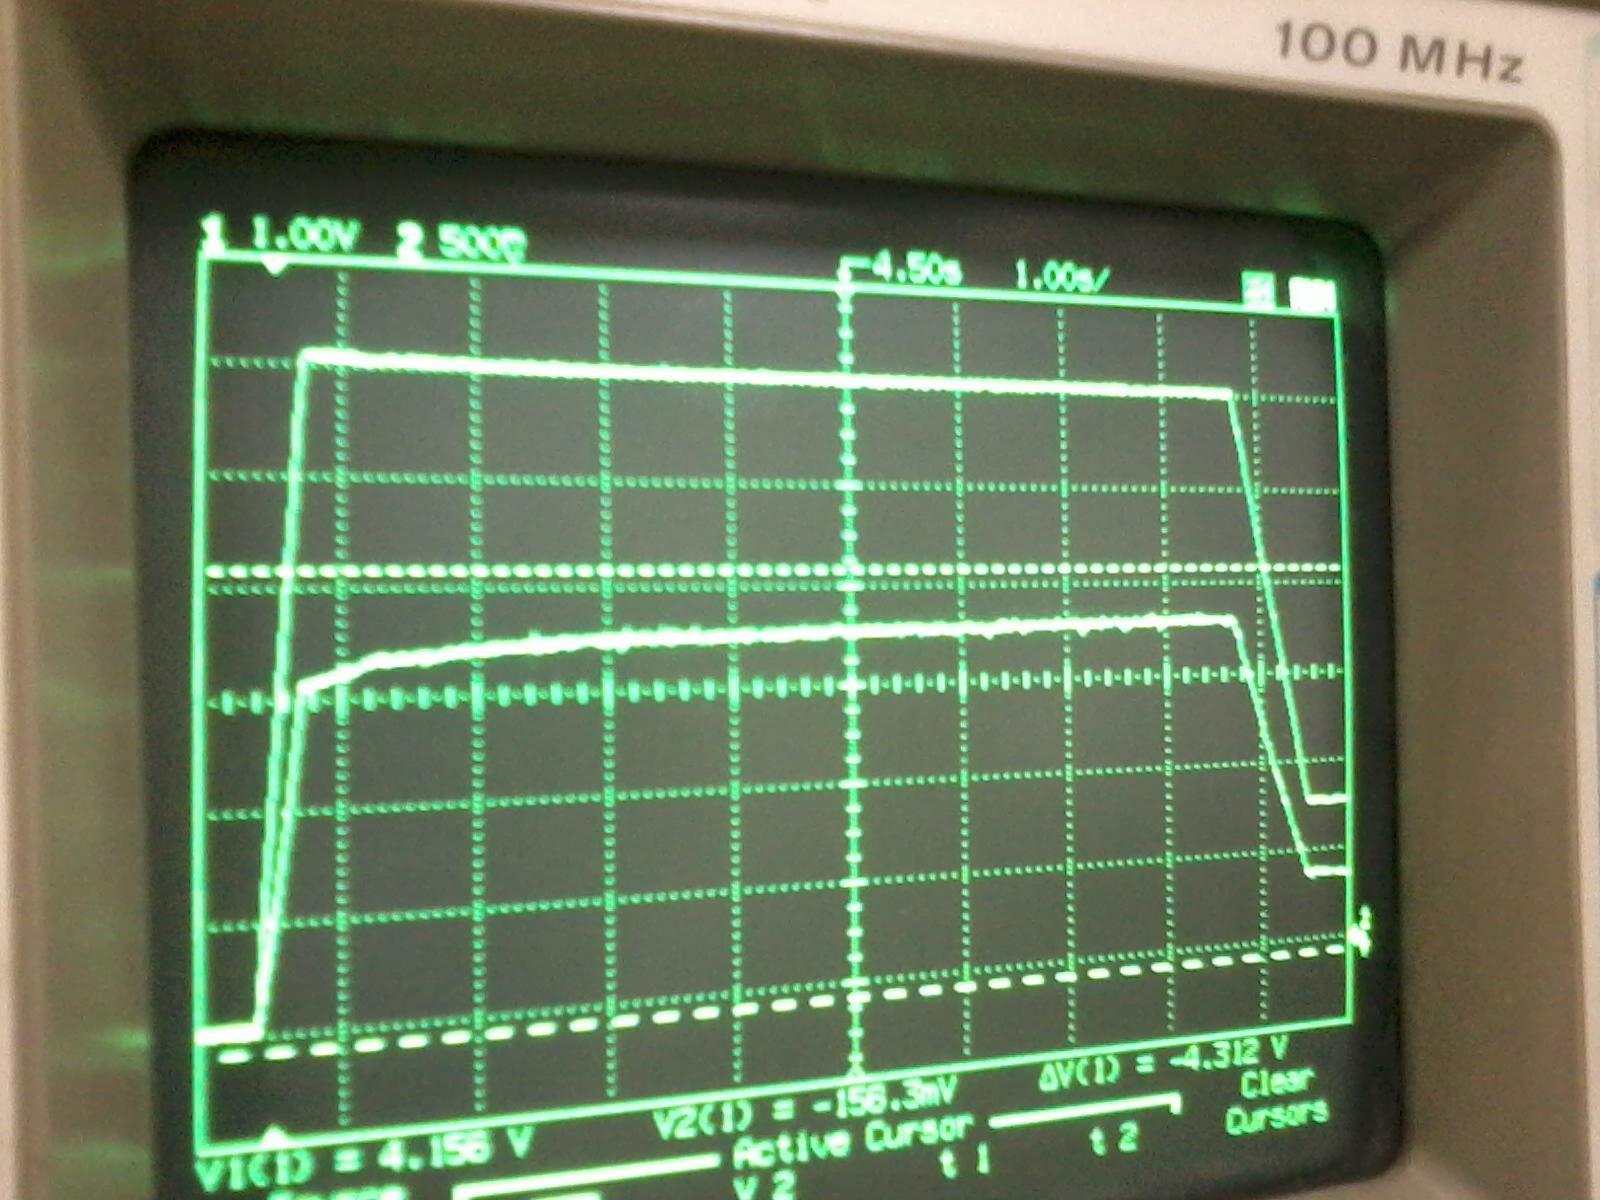 100 MHz
1 1.00V 2 500
-4.50s 1.00s/
V1(1) = 4.156 V V2(1) = -156.3mV ΔV(1) = -4.312 V
Active Cursor Clear
V 2 t 1 t 2 Cursors